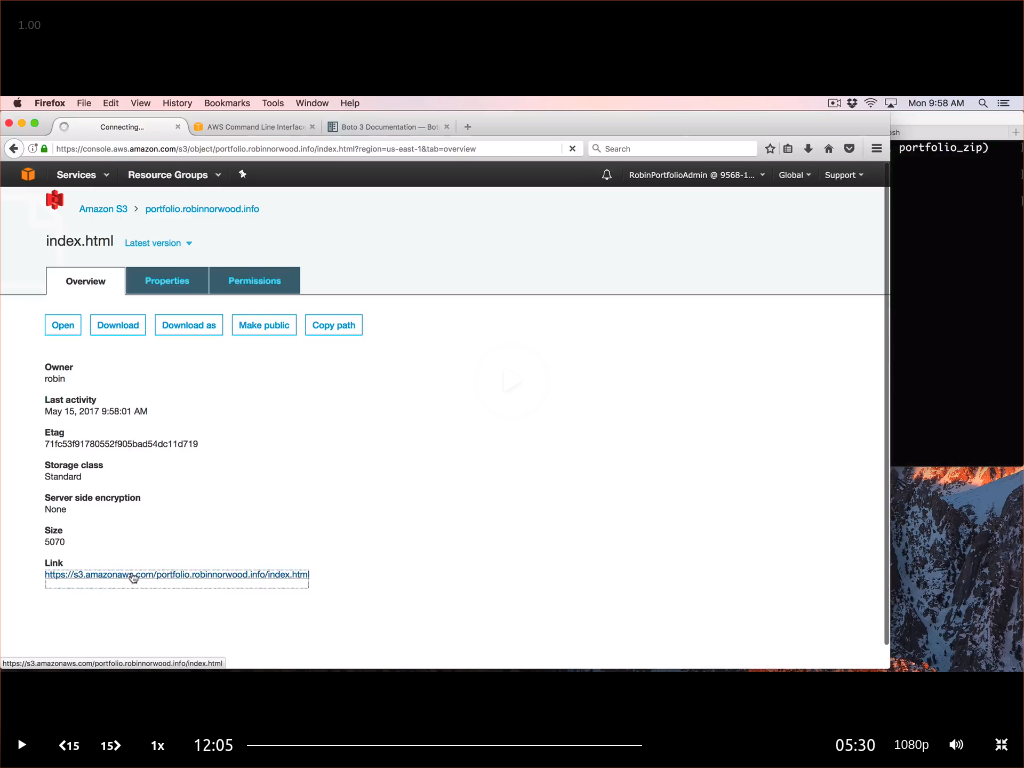 1.00
Firefox File Edit View History Bookmarks Tools Window Help Mon 9:58 AM
Connecting... AWS Command Line Interfac Boto 3 Documentation — Bot
https://console.aws.amazon.com/s3/object/portfolio.robinnorwood.info/index.html?region=us-east-1&tab=overview Search
portfolio_zip)
Services Resource Groups RobinPortfolioAdmin @ 9568-1... Global Support
Amazon S3 > portfolio.robinnorwood.info
index.html Latest version
Overview Properties Permissions
Open Download Download as Make public Copy path
Owner
robin
Last activity
May 15, 2017 9:58:01 AM
Etag
71fc53f91780552f905bad54dc11d719
Storage class
Standard
Server side encryption
None
Size
5070
Link
https://s3.amazonaws.com/portfolio.robinnorwood.info/index.html
https://s3.amazonaws.com/portfolio.robinnorwood.info/index.html
15 15 1x 12:05 05:30 1080p